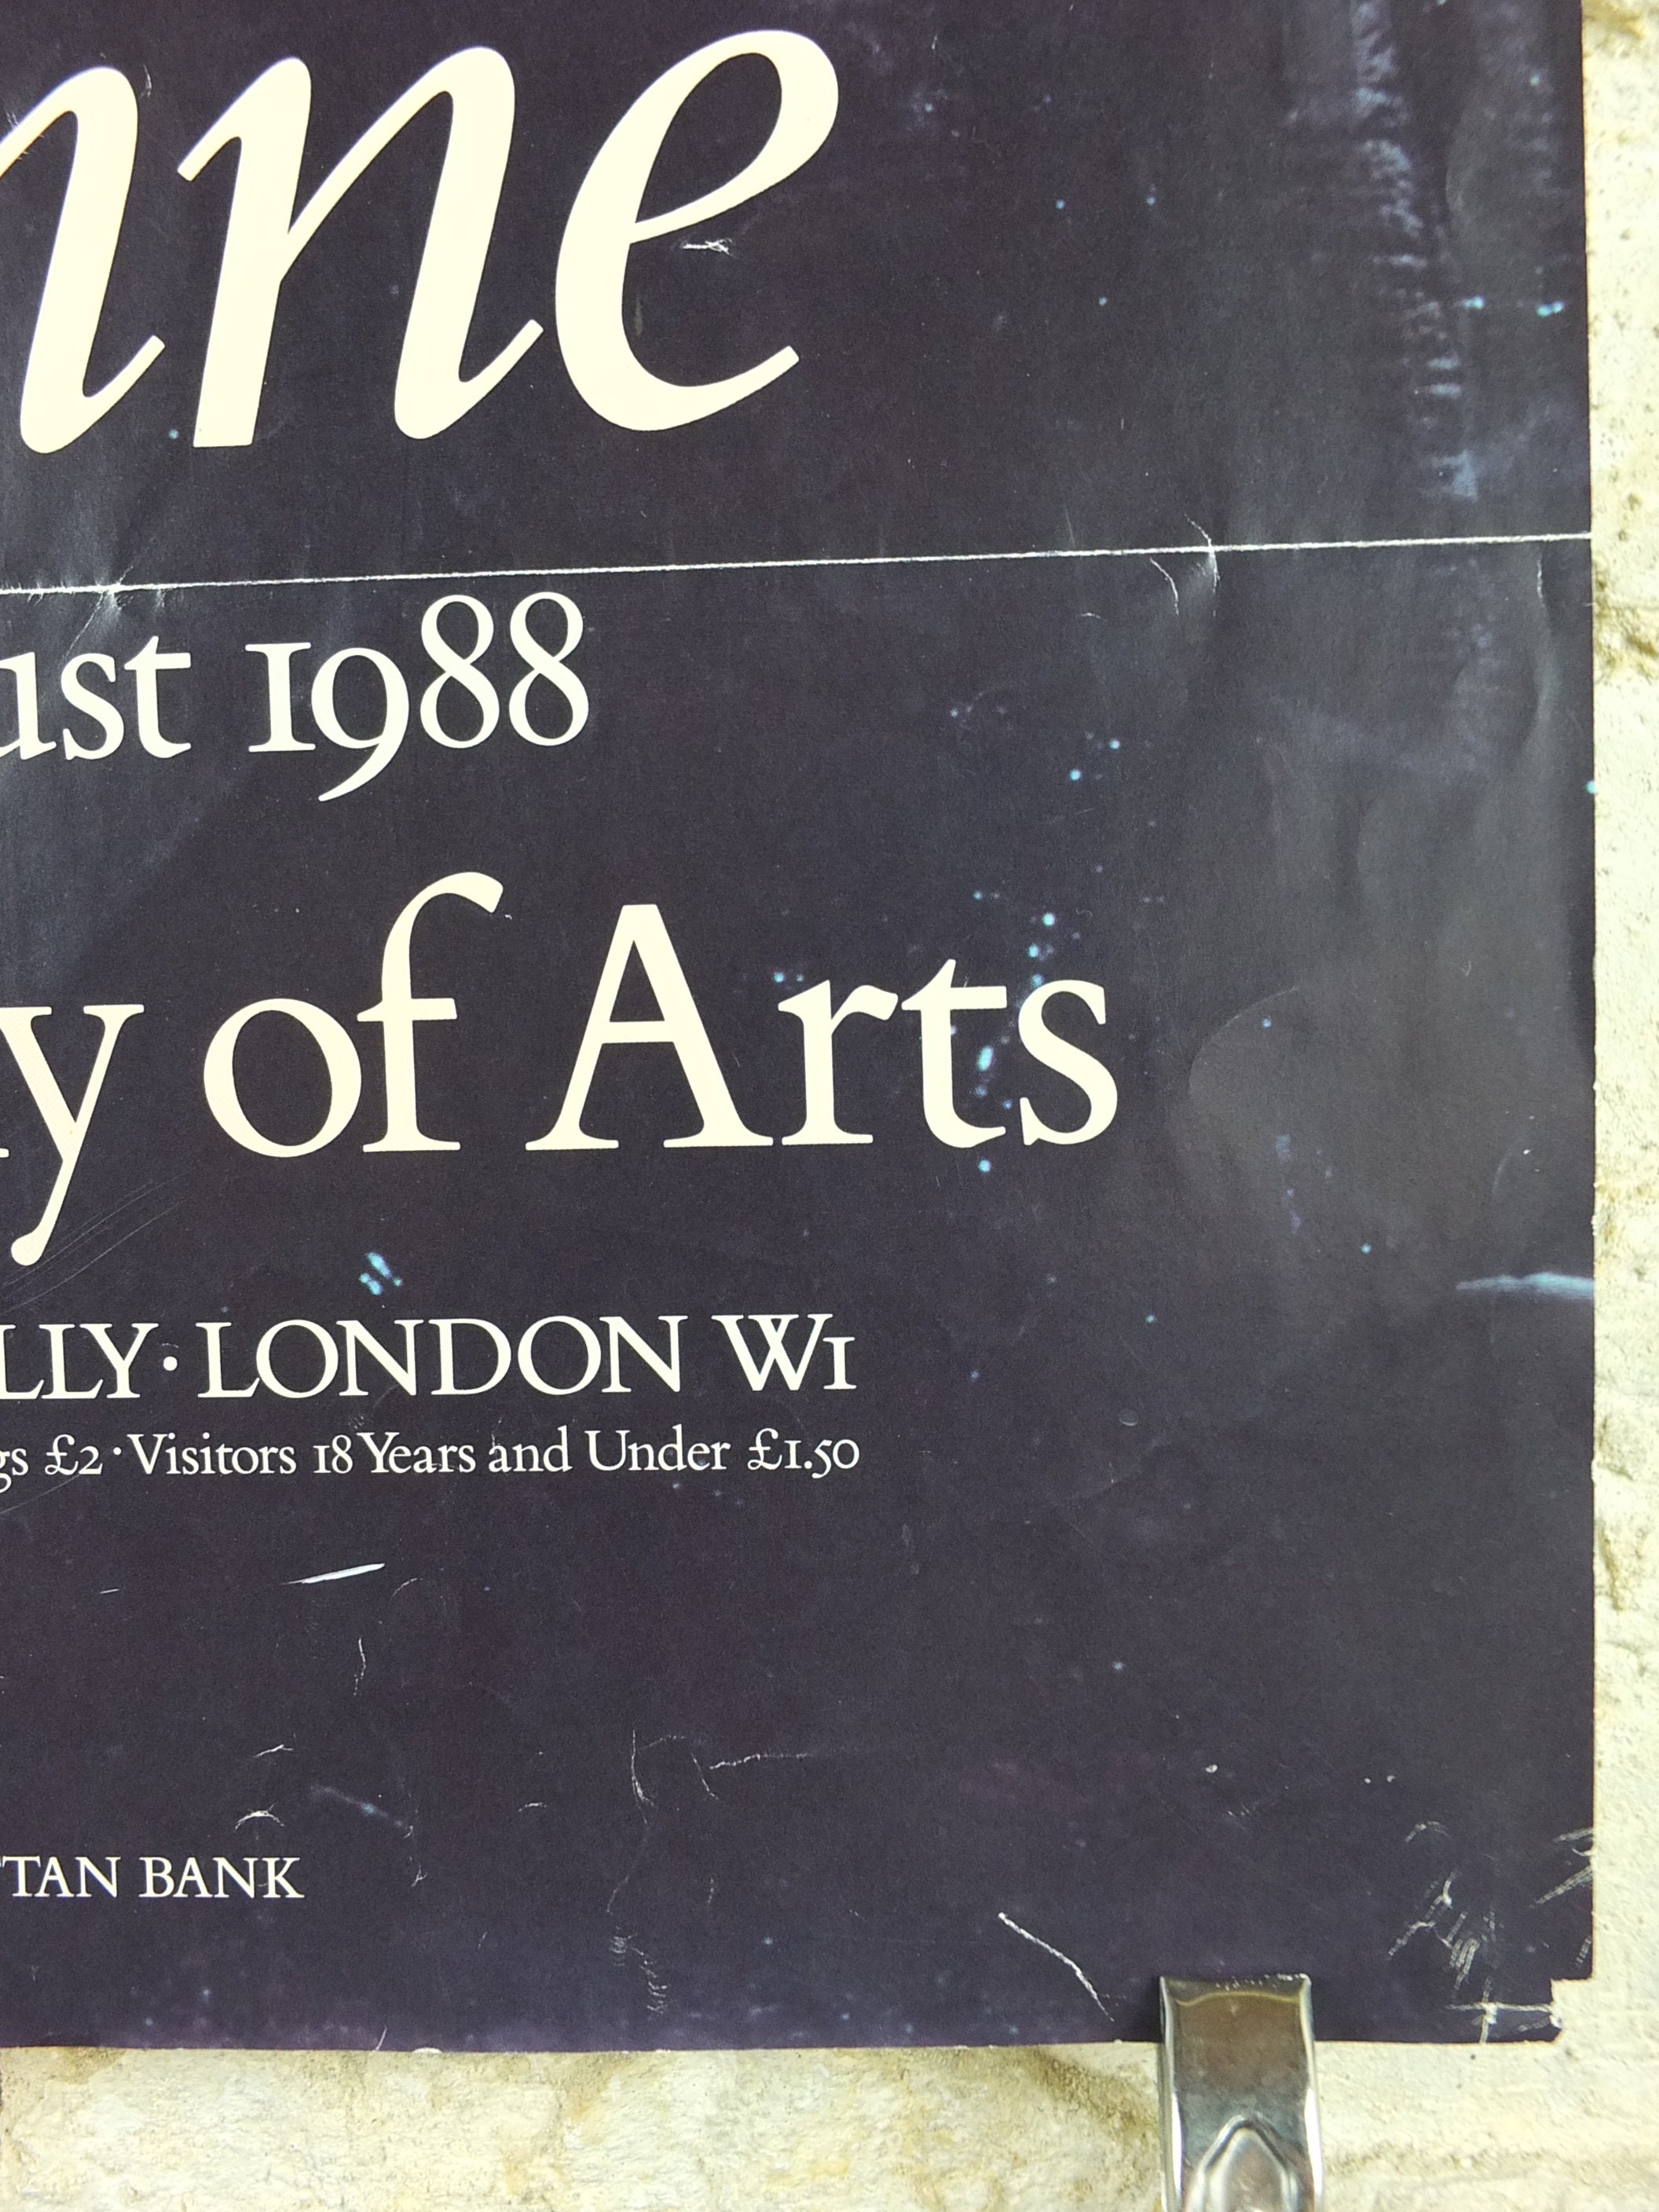 nne
ust 1988
y of Arts
LLY · LONDON W1
gs £2 · Visitors 18 Years and Under £1.50
TAN BANK